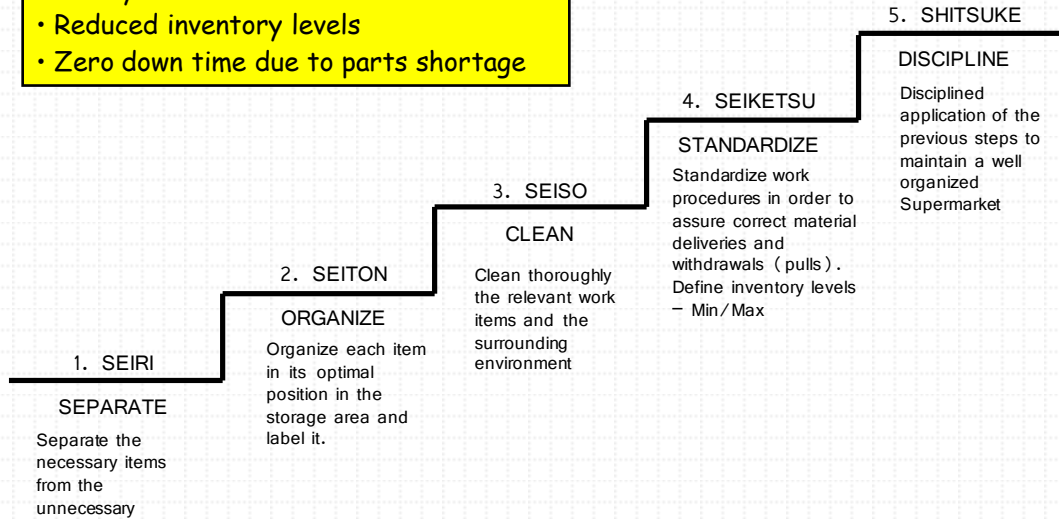 • Reduced inventory levels
• Zero down time due to parts shortage
1. SEIRI
SEPARATE
Separate the
necessary items
from the
unnecessary
2. SEITON
ORGANIZE
Organize each item
in its optimal
position in the
storage area and
label it.
3. SEISO
CLEAN
Clean thoroughly
the relevant work
items and the
surrounding
environment
4. SEIKETSU
STANDARDIZE
Standardize work
procedures in order to
assure correct material
deliveries and
withdrawals (pulls).
Define inventory levels
– Min/Max
5. SHITSUKE
DISCIPLINE
Disciplined
application of the
previous steps to
maintain a well
organized
Supermarket